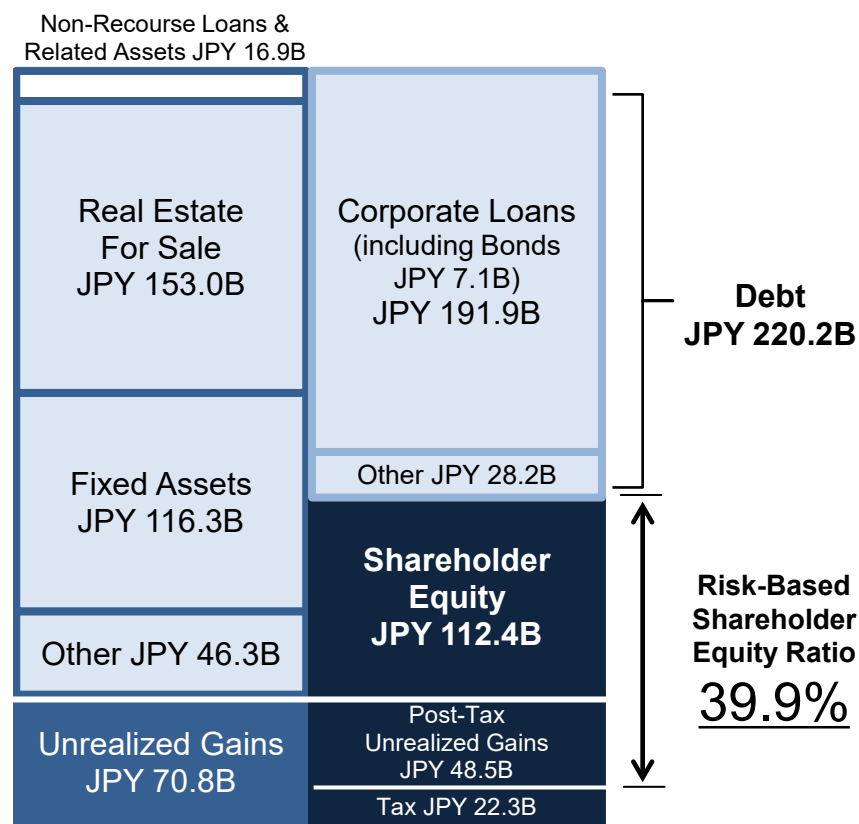 Non-Recourse Loans &
Related Assets JPY 16.9B
Real Estate
For Sale
JPY 153.0B
Fixed Assets
JPY 116.3B
Other JPY 46.3B
Unrealized Gains
JPY 70.8B
Corporate Loans
(including Bonds
JPY 7.1B)
JPY 191.9B
Other JPY 28.2B
Shareholder
Equity
JPY 112.4B
Post-Tax
Unrealized Gains
JPY 48.5B
Tax JPY 22.3B
Debt
JPY 220.2B
Risk-Based
Shareholder
Equity Ratio
39.9%